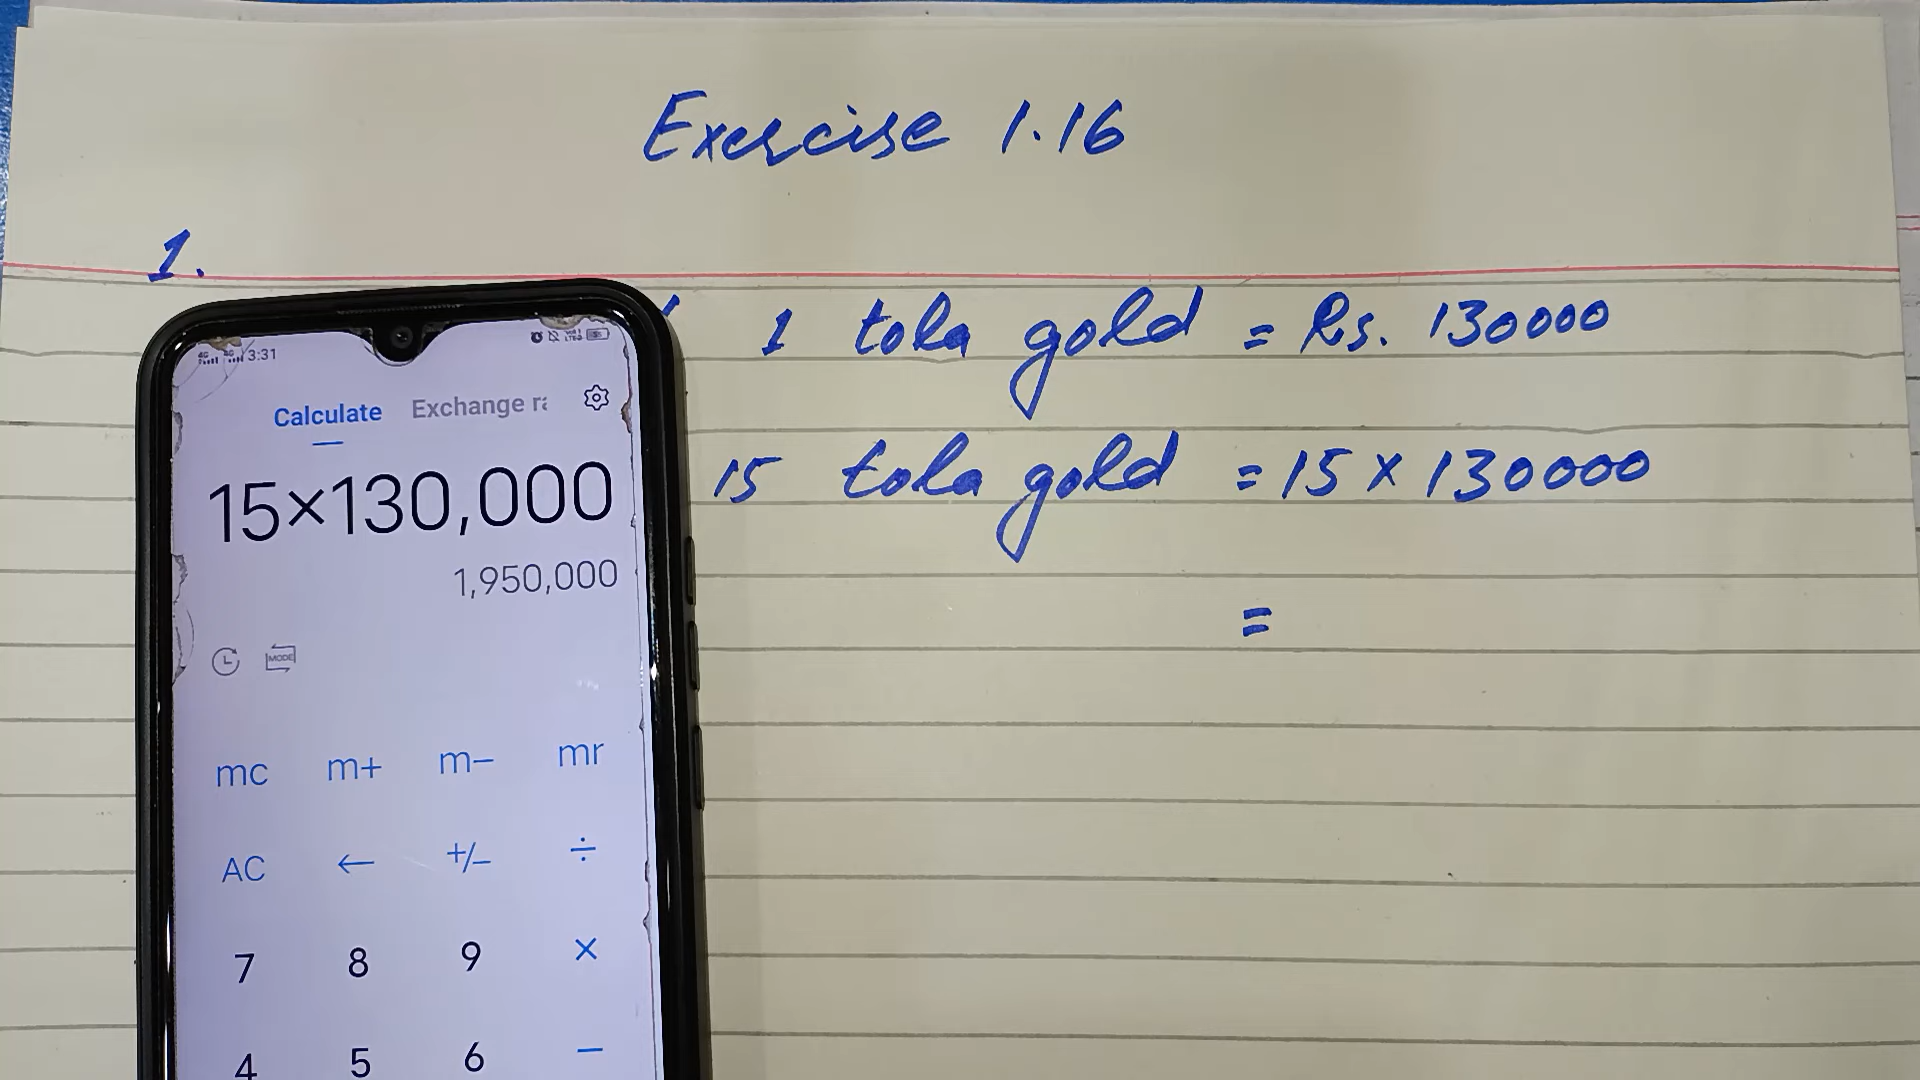 Exercise 1.16
1.
1 tola gold = Rs. 130000
15 tola gold = 15 × 130000
=
3:31
Calculate Exchange ra
15×130,000
1,950,000
MODE
mc m+ m− mr
AC ← +/− ÷
7 8 9 ×
4 5 6 −